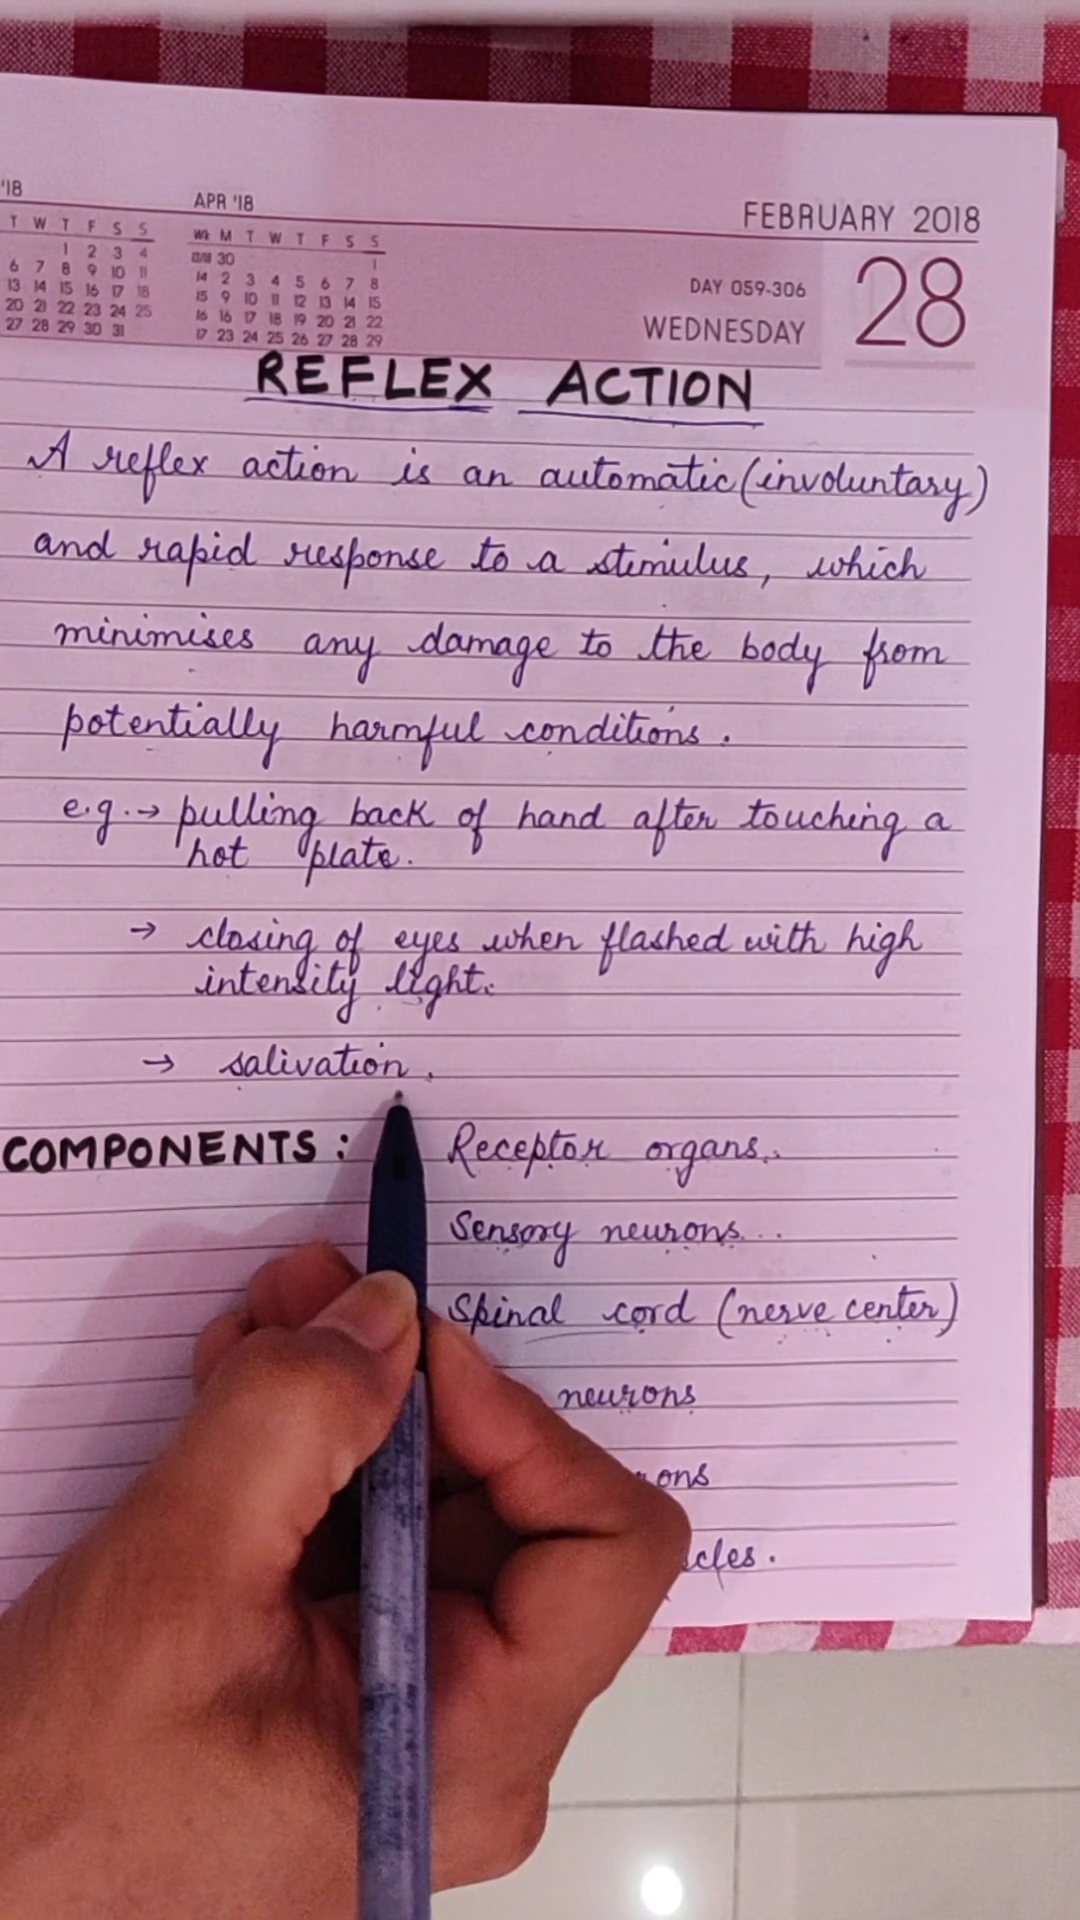 '18
APR '18
FEBRUARY 2018
T W T F S S
1 2 3 4
6 7 8 9 10 11
13 14 15 16 17 18
20 21 22 23 24 25
27 28 29 30 31
Wk M T W T F S S
30 1
14 2 3 4 5 6 7 8
15 9 10 11 12 13 14 15
16 16 17 18 19 20 21 22
17 23 24 25 26 27 28 29
DAY 059-306
WEDNESDAY
28
REFLEX ACTION
A reflex action is an automatic (involuntary)
and rapid response to a stimulus, which
minimises any damage to the body from
potentially harmful conditions.
e.g. → pulling back of hand after touching a
hot plate.
→ closing of eyes when flashed with high
intensity light.
→ salivation.
COMPONENTS: Receptor organs..
Sensory neurons...
Spinal cord (nerve center)
neurons
ons
cles.